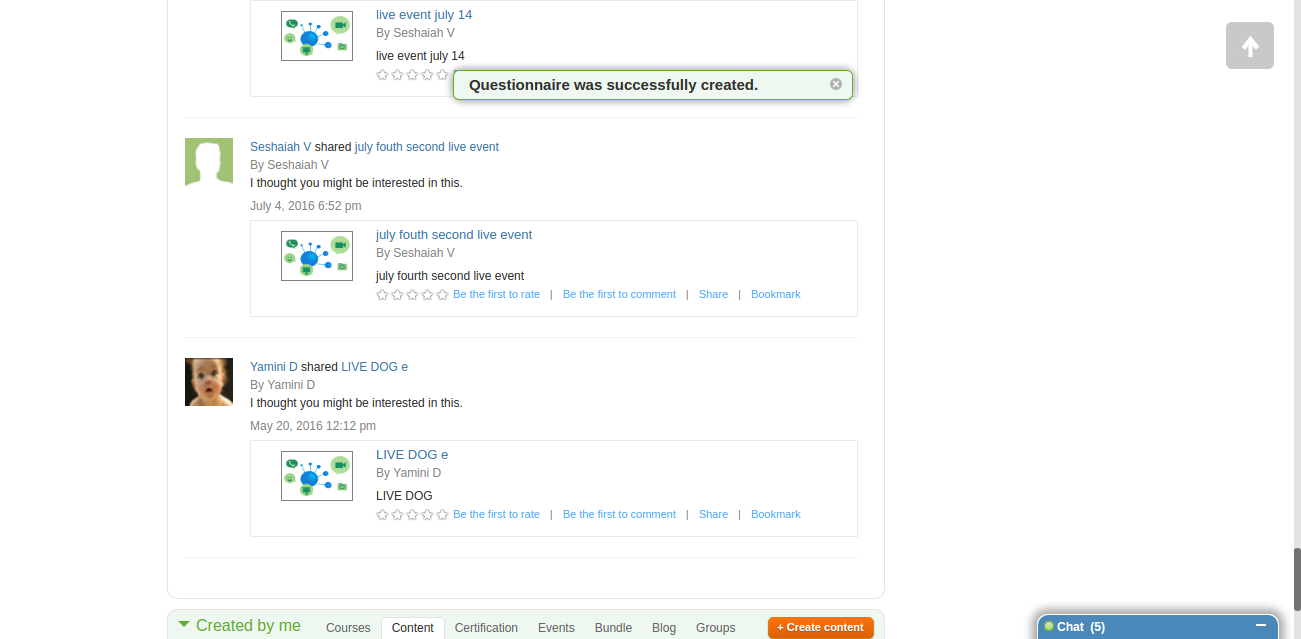 live event july 14
By Seshaiah V
live event july 14
Questionnaire was successfully created.
Seshaiah V shared july fouth second live event
By Seshaiah V
I thought you might be interested in this.
July 4, 2016 6:52 pm
july fouth second live event
By Seshaiah V
july fourth second live event
Be the first to rate | Be the first to comment | Share | Bookmark
Yamini D shared LIVE DOG e
By Yamini D
I thought you might be interested in this.
May 20, 2016 12:12 pm
LIVE DOG e
By Yamini D
LIVE DOG
Be the first to rate | Be the first to comment | Share | Bookmark
Created by me Courses Content Certification Events Bundle Blog Groups + Create content
Chat (5)